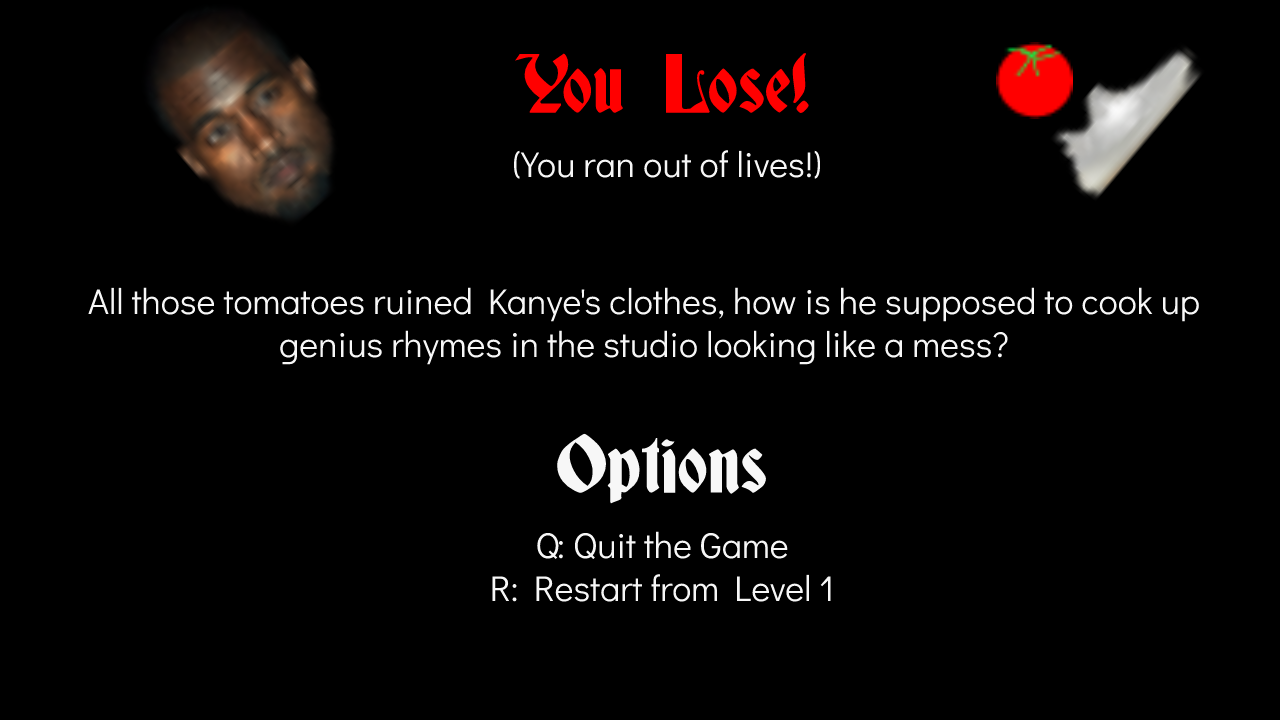 You Lose!
(You ran out of lives!)
All those tomatoes ruined Kanye's clothes, how is he supposed to cook up
genius rhymes in the studio looking like a mess?
Options
Q: Quit the Game
R: Restart from Level 1